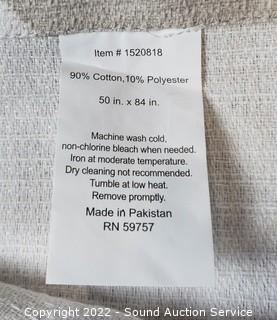 Item # 1520818
90% Cotton,10% Polyester
50 in. x 84 in.
Machine wash cold,
non-chlorine bleach when needed.
Iron at moderate temperature.
Dry cleaning not recommended.
Tumble at low heat.
Remove promptly.
Made in Pakistan
RN 59757
Copyright 2022 - Sound Auction Service